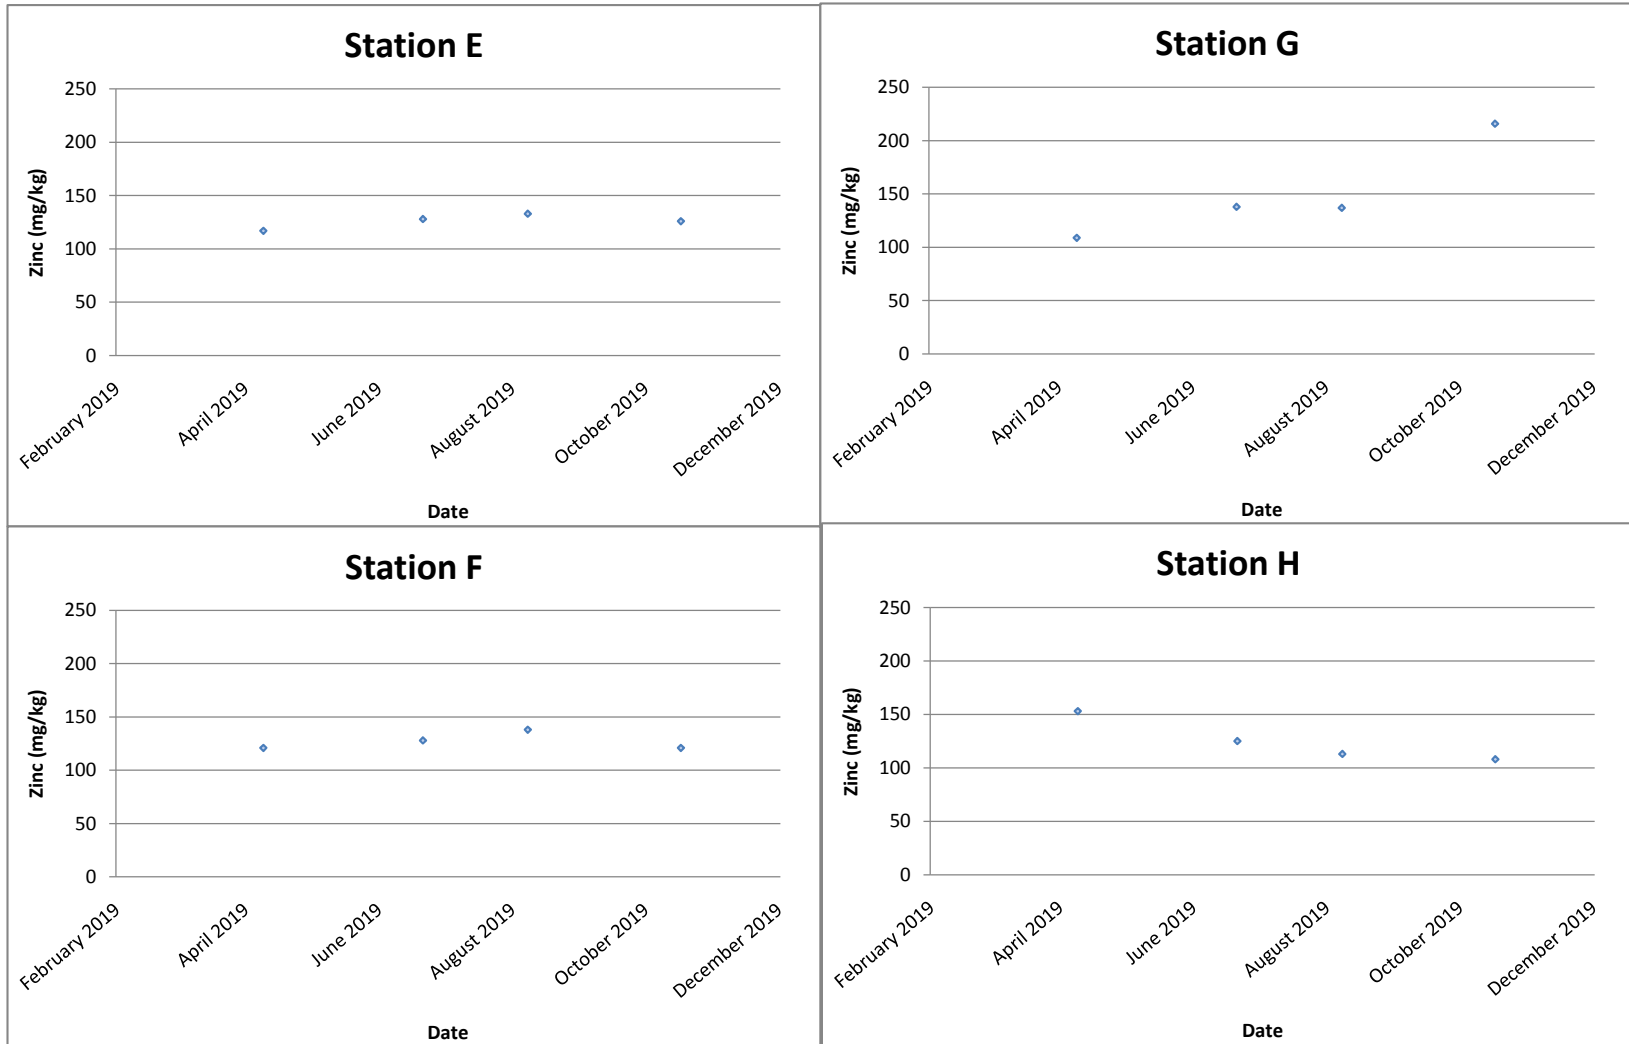 Station E
250
200
150
100
50
0
Zinc (mg/kg)
February 2019
April 2019
June 2019
August 2019
October 2019
December 2019
Date
Station G
250
200
150
100
50
0
Zinc (mg/kg)
February 2019
April 2019
June 2019
August 2019
October 2019
December 2019
Date
Station F
250
200
150
100
50
0
Zinc (mg/kg)
February 2019
April 2019
June 2019
August 2019
October 2019
December 2019
Date
Station H
250
200
150
100
50
0
Zinc (mg/kg)
February 2019
April 2019
June 2019
August 2019
October 2019
December 2019
Date